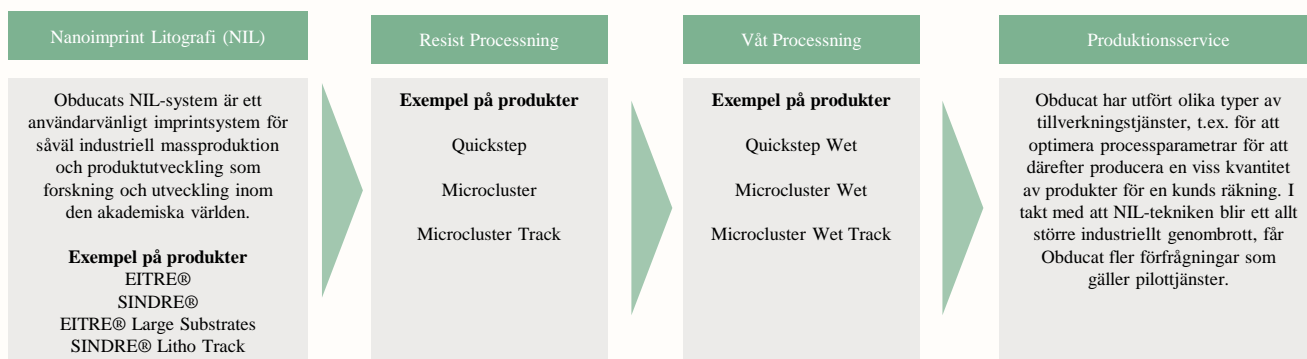 Nanoimprint Litografi (NIL)
Obducats NIL-system är ett
användarvänligt imprintsystem för
såväl industriell massproduktion
och produktutveckling som
forskning och utveckling inom
den akademiska världen.
Exempel på produkter
EITRE®
SINDRE®
EITRE® Large Substrates
SINDRE® Litho Track
Resist Processning
Exempel på produkter
Quickstep
Microcluster
Microcluster Track
Våt Processning
Exempel på produkter
Quickstep Wet
Microcluster Wet
Microcluster Wet Track
Produktionsservice
Obducat har utfört olika typer av
tillverkningstjänster, t.ex. för att
optimera processparametrar för att
därefter producera en viss kvantitet
av produkter för en kunds räkning. I
takt med att NIL-tekniken blir ett allt
större industriellt genombrott, får
Obducat fler förfrågningar som
gäller pilottjänster.